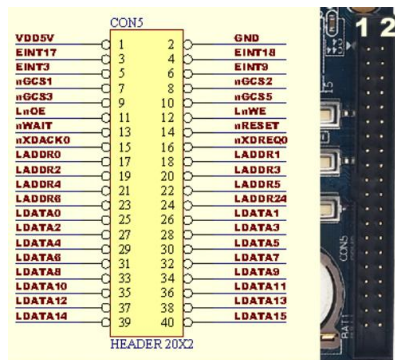 CON5
VDD5V 1 2 GND
EINT17 3 4 EINT18
EINT3 5 6 EINT9
nGCS1 7 8 nGCS2
nGCS3 9 10 nGCS5
LnOE 11 12 LnWE
nWAIT 13 14 nRESET
nXDACK0 15 16 nXDREQ0
LADDR0 17 18 LADDR1
LADDR2 19 20 LADDR3
LADDR4 21 22 LADDR5
LADDR6 23 24 LADDR24
LDATA0 25 26 LDATA1
LDATA2 27 28 LDATA3
LDATA4 29 30 LDATA5
LDATA6 31 32 LDATA7
LDATA8 33 34 LDATA9
LDATA10 35 36 LDATA11
LDATA12 37 38 LDATA13
LDATA14 39 40 LDATA15
HEADER 20X2
1 2
CON5
BAT1